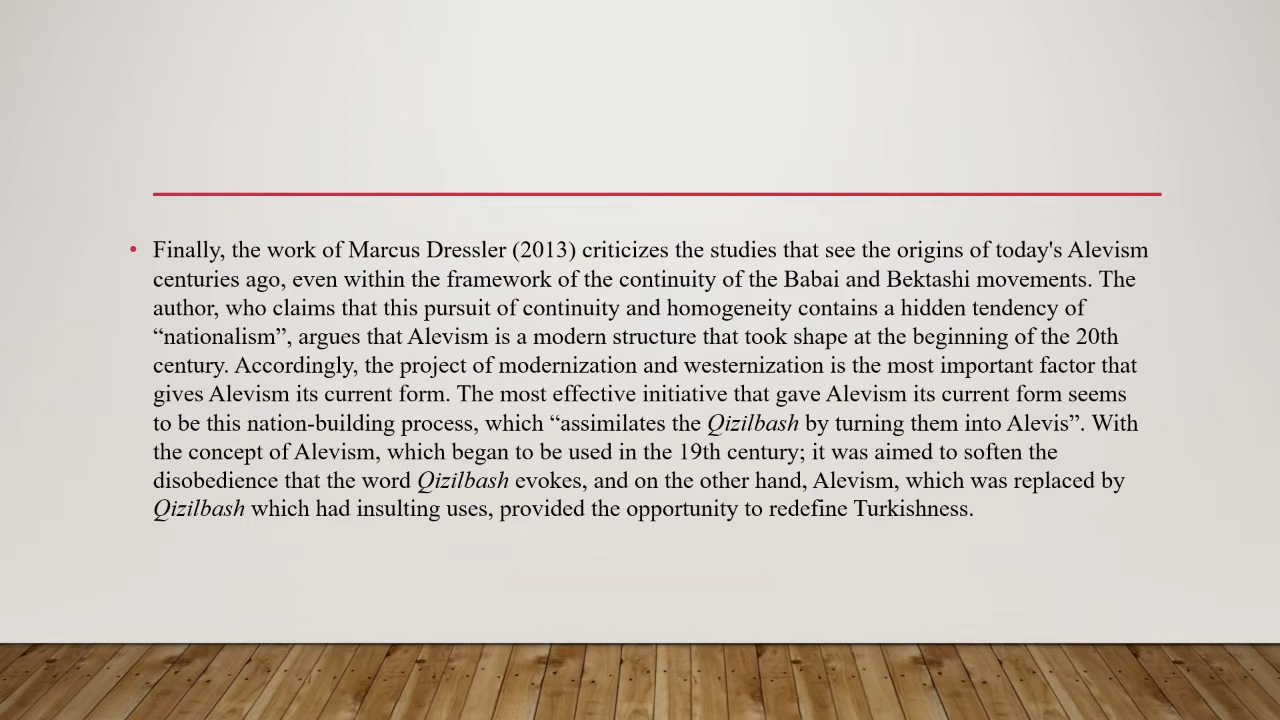 • Finally, the work of Marcus Dressler (2013) criticizes the studies that see the origins of today's Alevism
centuries ago, even within the framework of the continuity of the Babai and Bektashi movements. The
author, who claims that this pursuit of continuity and homogeneity contains a hidden tendency of
“nationalism”, argues that Alevism is a modern structure that took shape at the beginning of the 20th
century. Accordingly, the project of modernization and westernization is the most important factor that
gives Alevism its current form. The most effective initiative that gave Alevism its current form seems
to be this nation-building process, which “assimilates the Qizilbash by turning them into Alevis”. With
the concept of Alevism, which began to be used in the 19th century; it was aimed to soften the
disobedience that the word Qizilbash evokes, and on the other hand, Alevism, which was replaced by
Qizilbash which had insulting uses, provided the opportunity to redefine Turkishness.